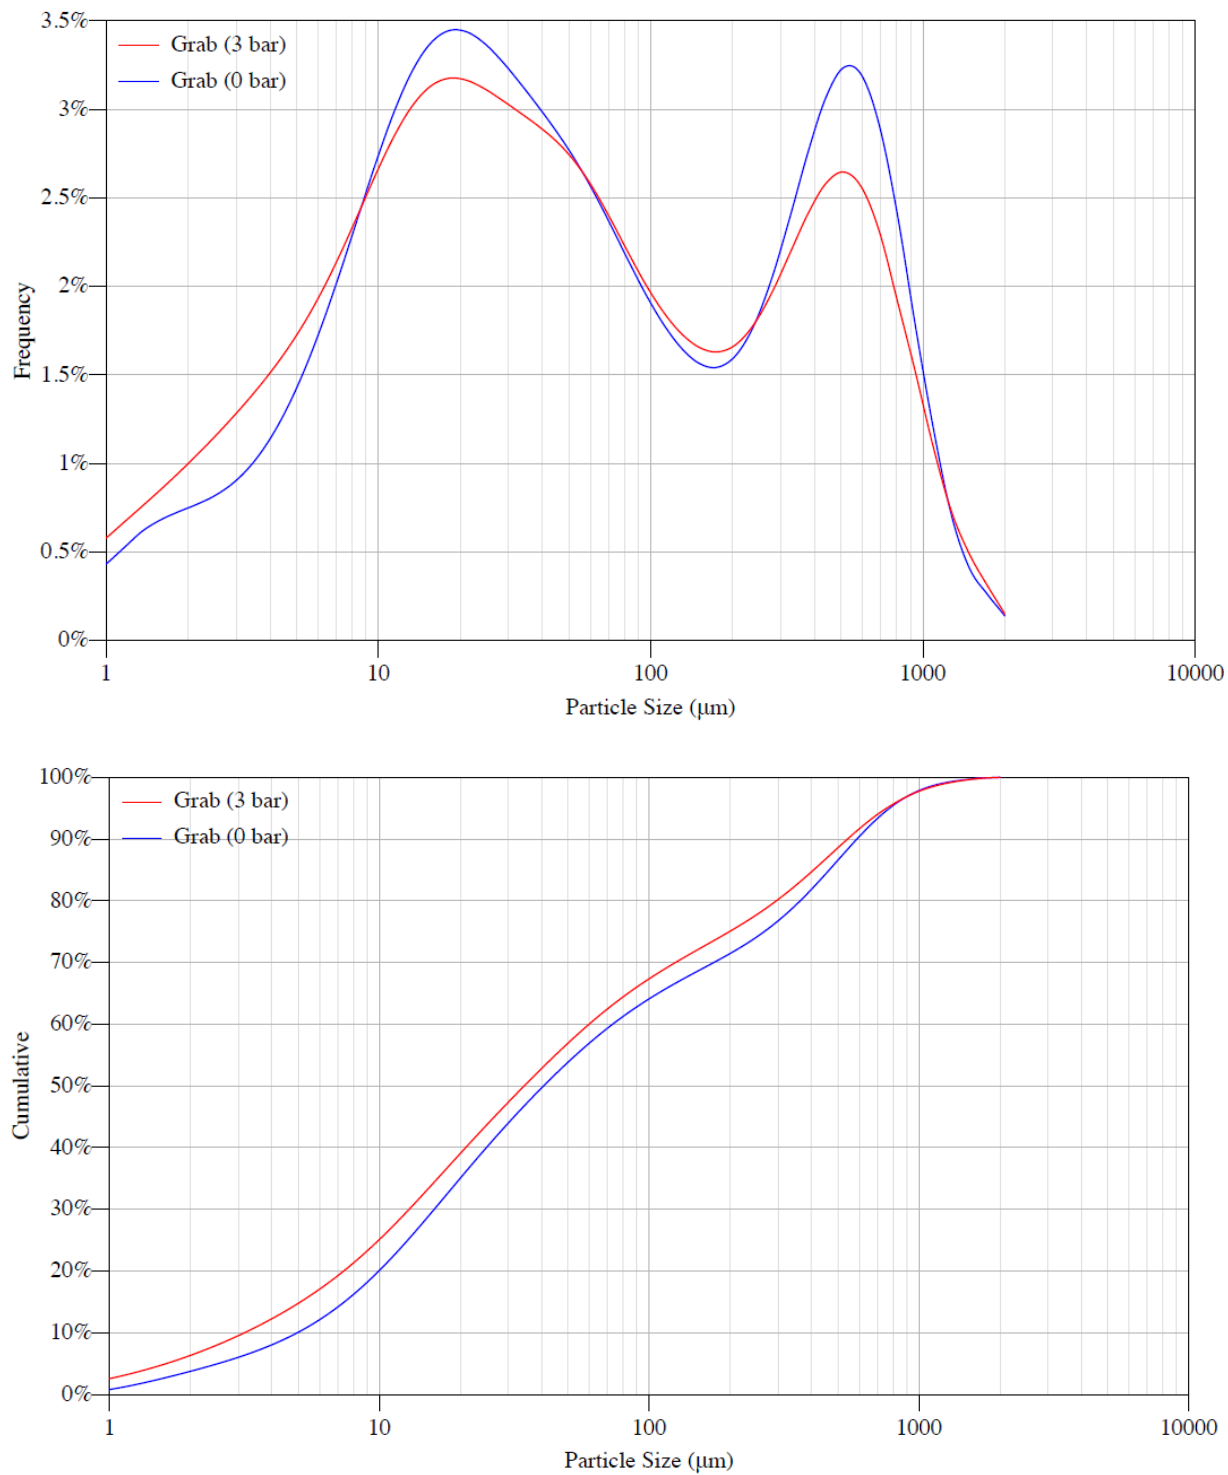 3.5%
3%
2.5%
2%
1.5%
1%
0.5%
0%
Frequency
Grab (3 bar)
Grab (0 bar)
1 10 100 1000 10000
Particle Size (μm)
100%
90%
80%
70%
60%
50%
40%
30%
20%
10%
0%
Cumulative
Grab (3 bar)
Grab (0 bar)
1 10 100 1000 10000
Particle Size (μm)